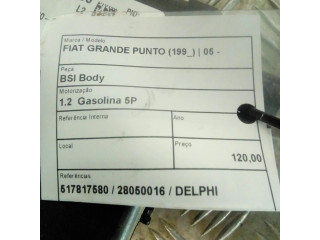 Marca / Modelo
FIAT GRANDE PUNTO (199_) | 05 -
Peça
BSI Body
Motorização
1.2 Gasolina 5P
Referência Interna
Ano
Local
Preço
120,00
Referências
517817580 / 28050016 / DELPHI